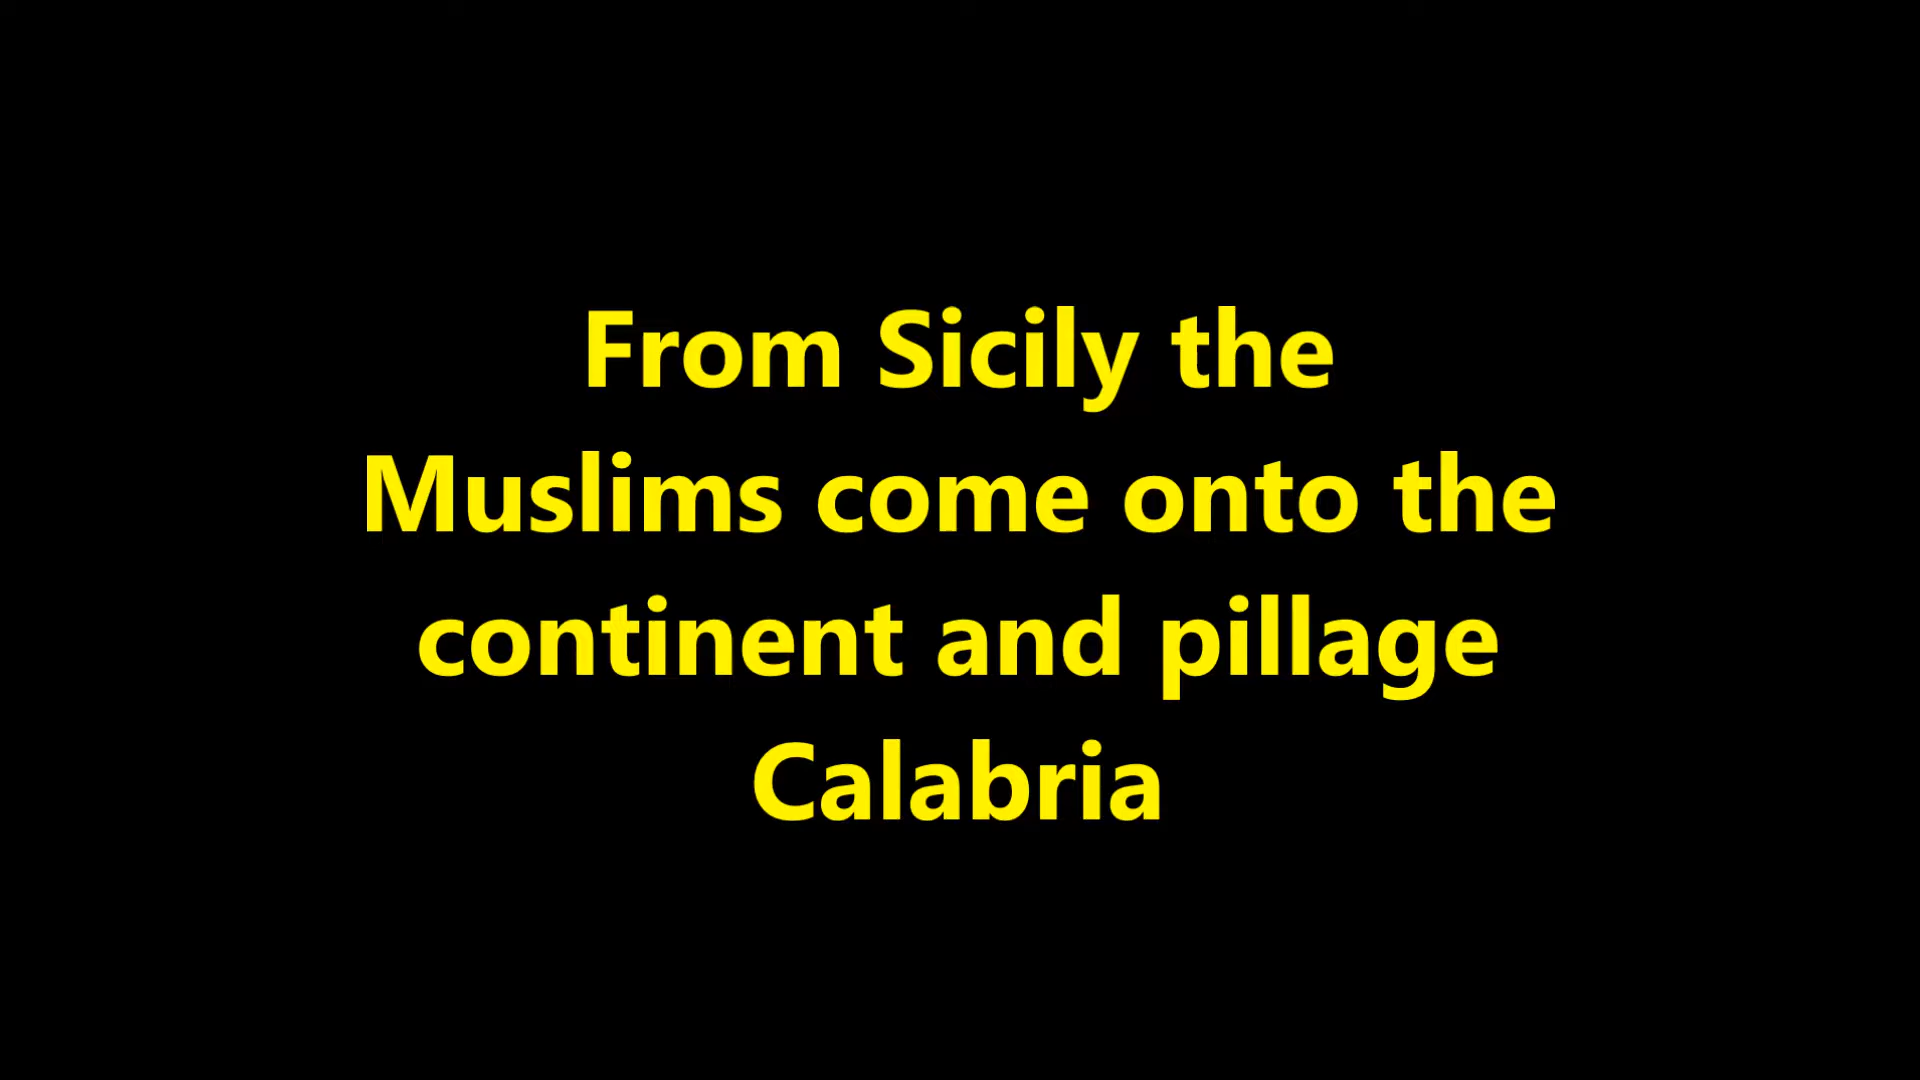 From Sicily the
Muslims come onto the
continent and pillage
Calabria